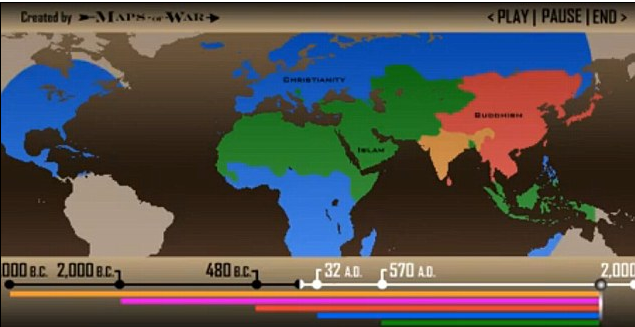 Created by MAPS-OF-WAR
< PLAY | PAUSE | END >
CHRISTIANITY
BUDDHISM
ISLAM
000 B.C. 2,000 B.C. 480 B.C. 32 A.D. 570 A.D. 2,000